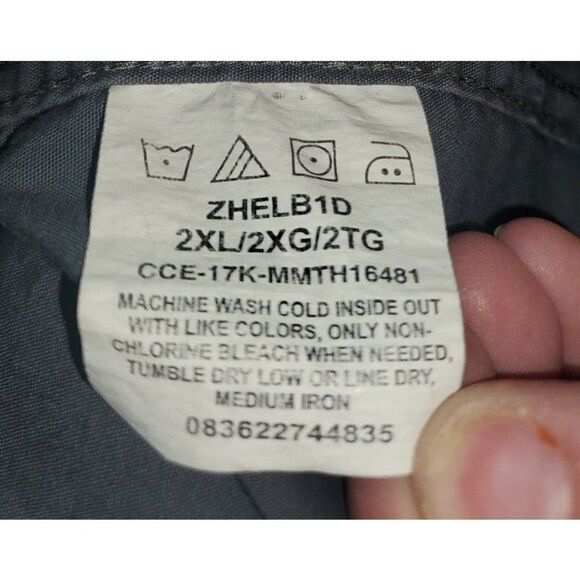 ZHELB1D
2XL/2XG/2TG
CCE-17K-MMTH16481
MACHINE WASH COLD INSIDE OUT
WITH LIKE COLORS, ONLY NON-
CHLORINE BLEACH WHEN NEEDED,
TUMBLE DRY LOW OR LINE DRY,
MEDIUM IRON
083622744835